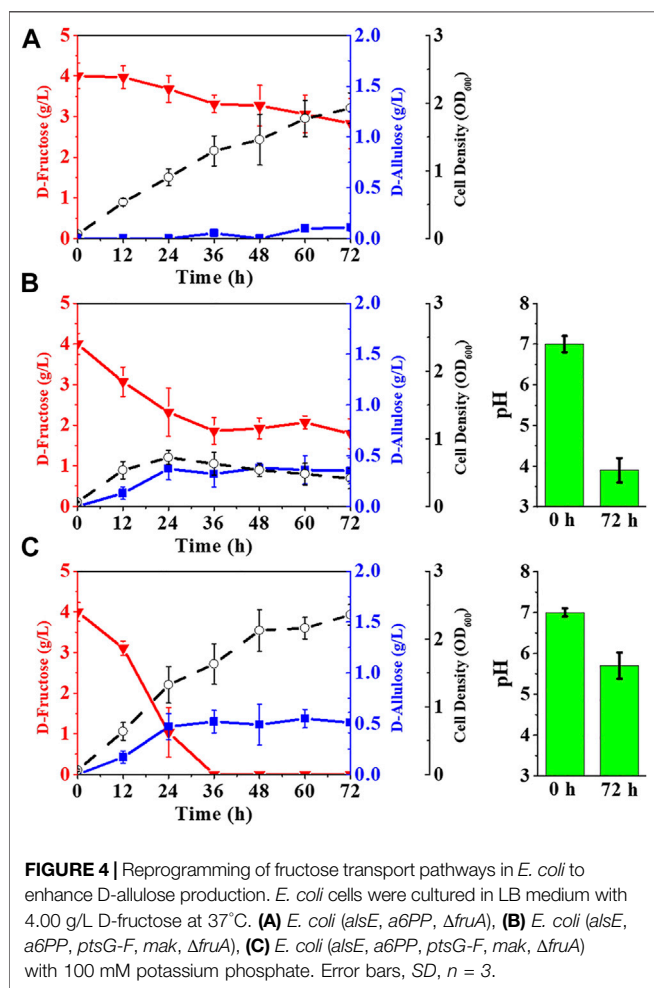 A
D-Fructose (g/L)
5
4
3
2
1
0
2.0
1.5
1.0
0.5
0.0
D-Allulose (g/L)
3
2
1
0
Cell Density (OD600)
0 12 24 36 48 60 72
Time (h)
B
D-Fructose (g/L)
5
4
3
2
1
0
2.0
1.5
1.0
0.5
0.0
D-Allulose (g/L)
3
2
1
0
Cell Density (OD600)
0 12 24 36 48 60 72
Time (h)
pH
8
7
6
5
4
3
0 h 72 h
C
D-Fructose (g/L)
5
4
3
2
1
0
2.0
1.5
1.0
0.5
0.0
D-Allulose (g/L)
3
2
1
0
Cell Density (OD600)
0 12 24 36 48 60 72
Time (h)
pH
8
7
6
5
4
3
0 h 72 h
FIGURE 4 | Reprogramming of fructose transport pathways in E. coli to
enhance D-allulose production. E. coli cells were cultured in LB medium with
4.00 g/L D-fructose at 37°C. (A) E. coli (alsE, a6PP, ΔfruA), (B) E. coli (alsE,
a6PP, ptsG-F, mak, ΔfruA), (C) E. coli (alsE, a6PP, ptsG-F, mak, ΔfruA)
with 100 mM potassium phosphate. Error bars, SD, n = 3.